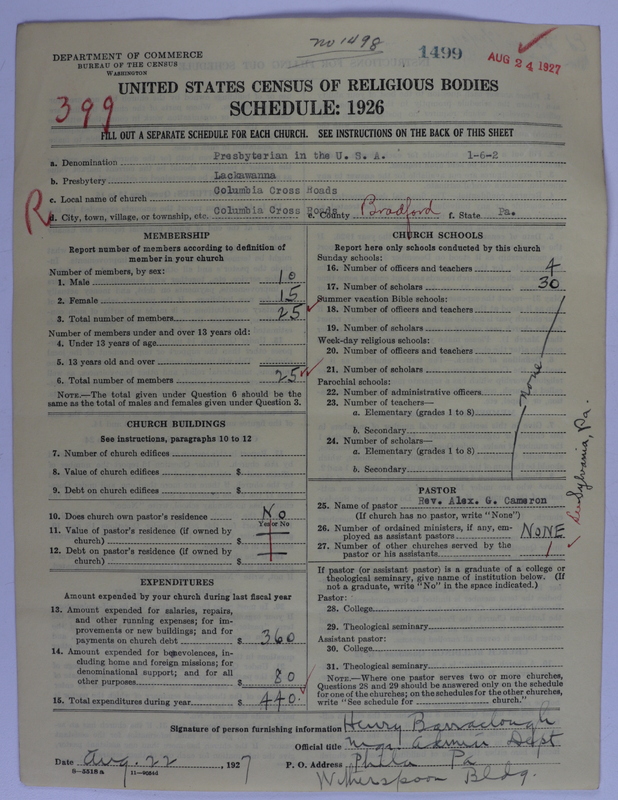 no 1498
1499
AUG 24 1927
DEPARTMENT OF COMMERCE
BUREAU OF THE CENSUS
WASHINGTON
UNITED STATES CENSUS OF RELIGIOUS BODIES
399
SCHEDULE: 1926
FILL OUT A SEPARATE SCHEDULE FOR EACH CHURCH. SEE INSTRUCTIONS ON THE BACK OF THIS SHEET
a. Denomination Presbyterian in the U. S. A. 1-6-2
b. Presbytery Lackawanna
c. Local name of church Columbia Cross Roads
R
d. City, town, village, or township, etc. Columbia Cross Roads e. County Bradford f. State Pa.
MEMBERSHIP
Report number of members according to definition of
member in your church
Number of members, by sex:
1. Male 10
2. Female 15
3. Total number of members 25
Number of members under and over 13 years old:
4. Under 13 years of age
5. 13 years old and over
6. Total number of members 25
NOTE.—The total given under Question 6 should be the
same as the total of males and females given under Question 3.
CHURCH BUILDINGS
See instructions, paragraphs 10 to 12
7. Number of church edifices
8. Value of church edifices $
9. Debt on church edifices $
10. Does church own pastor's residence No
Yes or No
11. Value of pastor's residence (if owned by
church) $
12. Debt on pastor's residence (if owned by
church) $
EXPENDITURES
Amount expended by your church during last fiscal year
13. Amount expended for salaries, repairs,
and other running expenses; for im-
provements or new buildings; and for
payments on church debt $ 360
14. Amount expended for benevolences, in-
cluding home and foreign missions; for
denominational support; and for all
other purposes $ 80
15. Total expenditures during year $ 440.
CHURCH SCHOOLS
Report here only schools conducted by this church
Sunday schools:
16. Number of officers and teachers 4
17. Number of scholars 30
Summer vacation Bible schools:
18. Number of officers and teachers
19. Number of scholars
Week-day religious schools:
20. Number of officers and teachers
21. Number of scholars
Parochial schools:
22. Number of administrative officers
none
23. Number of teachers—
a. Elementary (grades 1 to 8)
b. Secondary
24. Number of scholars—
a. Elementary (grades 1 to 8)
b. Secondary
PASTOR
25. Name of pastor Rev. Alex. G. Cameron
(If church has no pastor, write "None")
26. Number of ordained ministers, if any, em-
ployed as assistant pastors NONE
27. Number of other churches served by the
pastor or his assistants 1
See Sylvania, Pa.
If pastor (or assistant pastor) is a graduate of a college or
theological seminary, give name of institution below. (If
not a graduate, write "No" in the space indicated.)
Pastor:
28. College
29. Theological seminary
Assistant pastor:
30. College
31. Theological seminary
NOTE.—Where one pastor serves two or more churches,
Questions 28 and 29 should be answered only on the schedule
for one of the churches; on the schedules for the other churches,
write "See schedule for church."
Signature of person furnishing information Henry Barraclough
Official title Mgr. Admin Dept
Date Aug. 22, 1927 P. O. Address Phila Pa
8-5518a 11-9054d
Witherspoon Bldg.